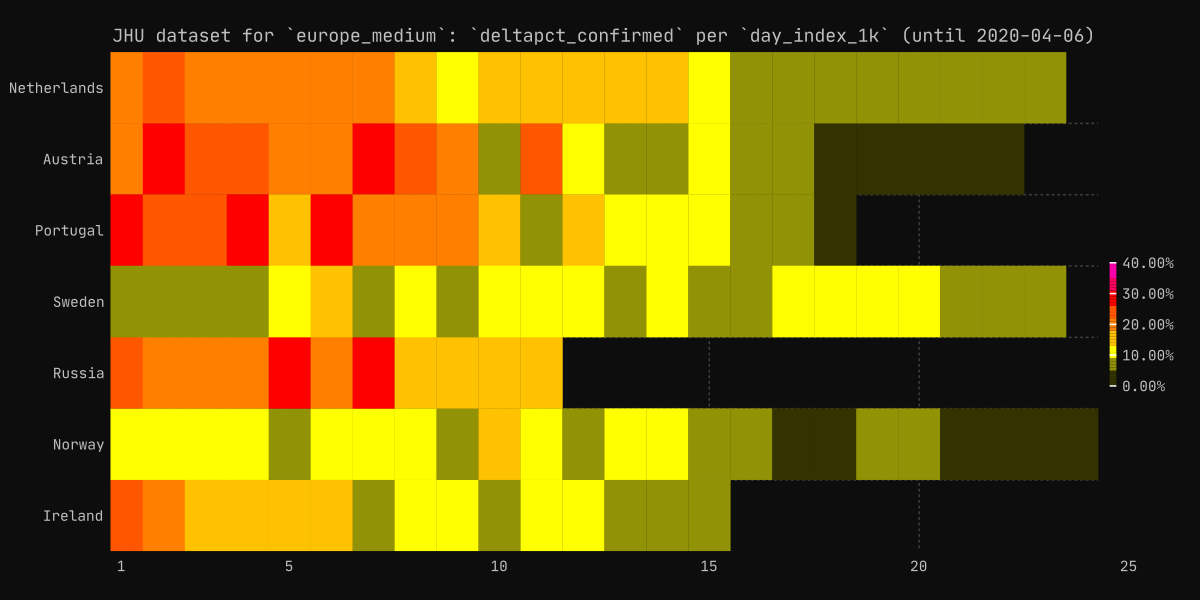 JHU dataset for `europe_medium`: `deltapct_confirmed` per `day_index_1k` (until 2020-04-06)
Netherlands
Austria
Portugal
Sweden
Russia
Norway
Ireland
40.00%
30.00%
20.00%
10.00%
0.00%
1 5 10 15 20 25